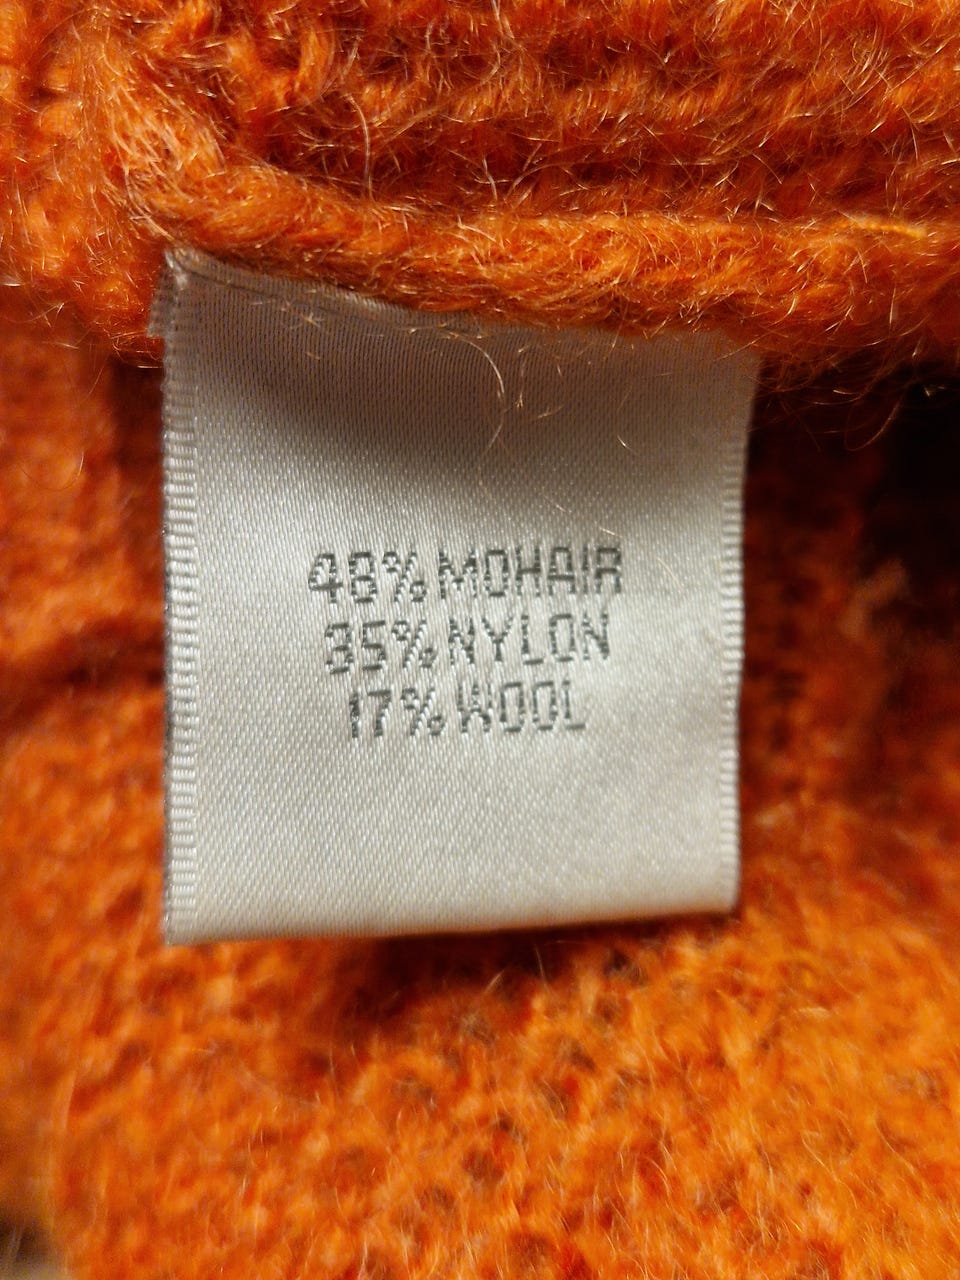 48% MOHAIR
35% NYLON
17% WOOL